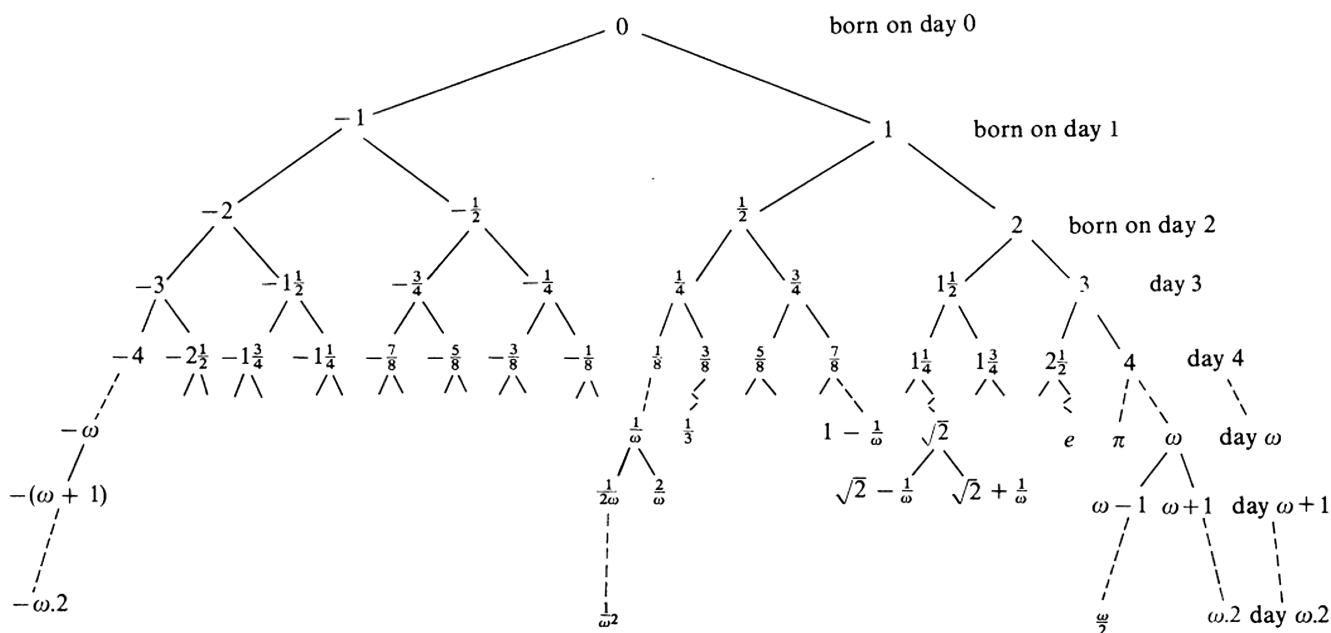 0 born on day 0
−1 1 born on day 1
−2 −½ ½ 2 born on day 2
−3 −1½ −¾ −¼ ¼ ¾ 1½ 3 day 3
−4 −2½ −1¾ −1¼ −⅞ −⅝ −⅜ −⅛ ⅛ ⅜ ⅝ ⅞ 1¼ 1¾ 2½ 4 day 4
−ω 1/ω ⅓ 1 − 1/ω √2 e π ω day ω
−(ω + 1) 1/2ω 2/ω √2 − 1/ω √2 + 1/ω ω−1 ω+1 day ω+1
−ω.2 1/ω² ω/2 ω.2 day ω.2